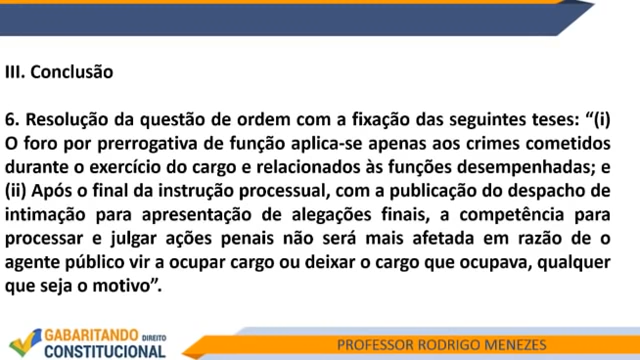 III. Conclusão
6. Resolução da questão de ordem com a fixação das seguintes teses: “(i)
O foro por prerrogativa de função aplica-se apenas aos crimes cometidos
durante o exercício do cargo e relacionados às funções desempenhadas; e
(ii) Após o final da instrução processual, com a publicação do despacho de
intimação para apresentação de alegações finais, a competência para
processar e julgar ações penais não será mais afetada em razão de o
agente público vir a ocupar cargo ou deixar o cargo que ocupava, qualquer
que seja o motivo”.
GABARITANDO DIREITO
CONSTITUCIONAL
PROFESSOR RODRIGO MENEZES